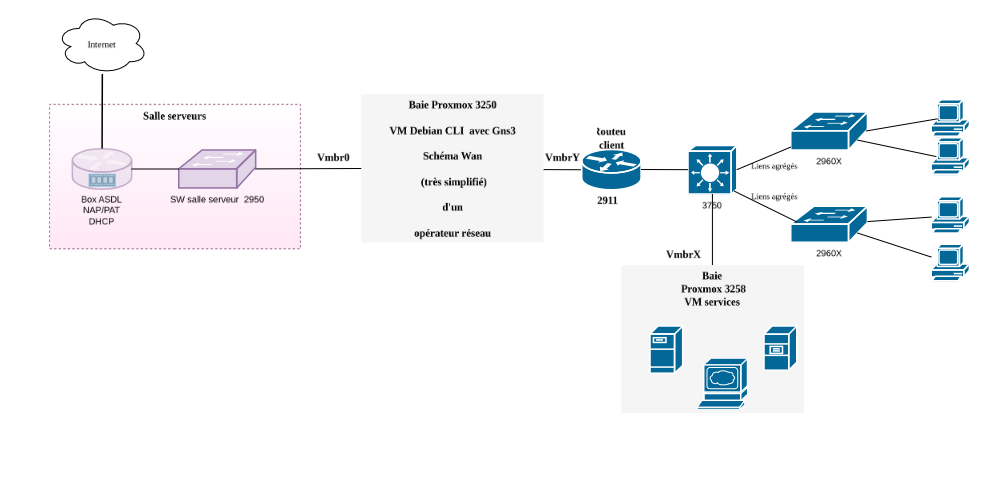 Internet
Salle serveurs
Box ASDL
NAP/PAT
DHCP
SW salle serveur 2950
Vmbr0
Baie Proxmox 3250
VM Debian CLI avec Gns3
Schéma Wan
(très simplifié)
d'un
opérateur réseau
VmbrY
Routeu
client
2911
3750
Liens agrégés
Liens agrégés
2960X
2960X
VmbrX
Baie
Proxmox 3258
VM services